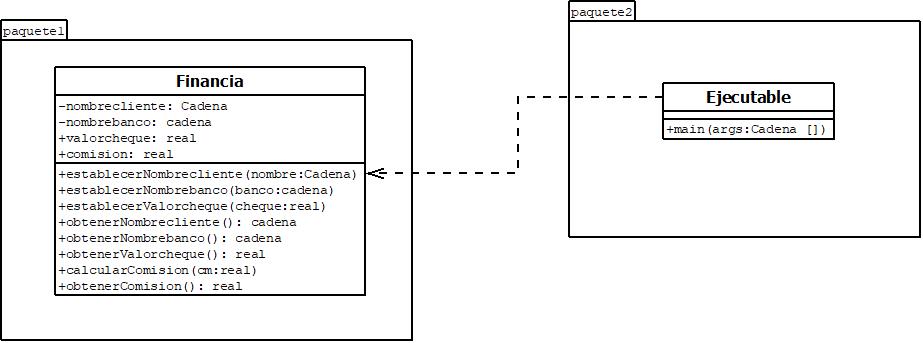 paquete1
Financia
-nombrecliente: Cadena
-nombrebanco: cadena
+valorcheque: real
+comision: real
+establecerNombrecliente(nombre:Cadena)
+establecerNombrebanco(banco:cadena)
+establecerValorcheque(cheque:real)
+obtenerNombrecliente(): cadena
+obtenerNombrebanco(): cadena
+obtenerValorcheque(): real
+calcularComision(cm:real)
+obtenerComision(): real
paquete2
Ejecutable
+main(args:Cadena [])